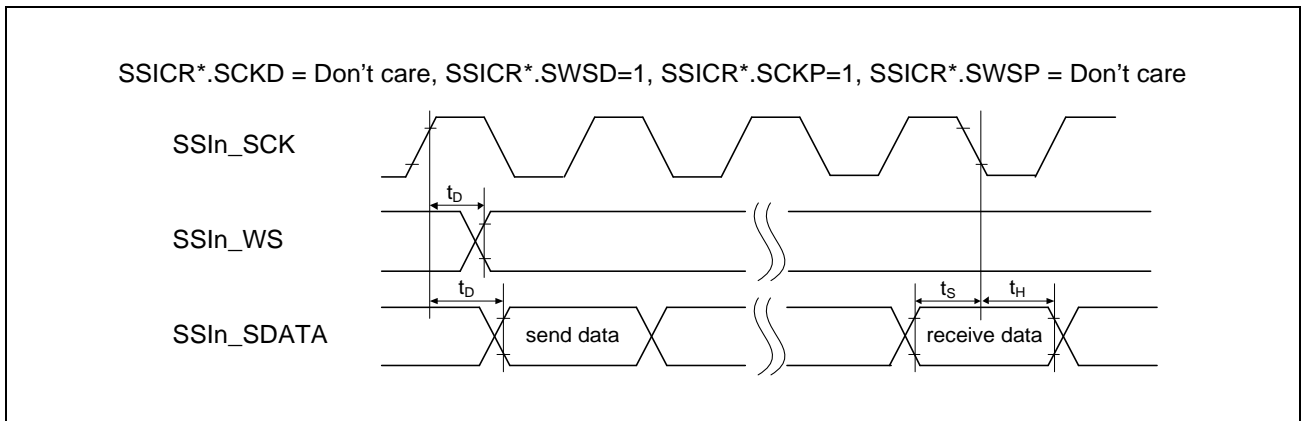 SSICR*.SCKD = Don't care, SSICR*.SWSD=1, SSICR*.SCKP=1, SSICR*.SWSP = Don't care
SSIn_SCK
tD
SSIn_WS
tD
tS
tH
SSIn_SDATA
send data
receive data